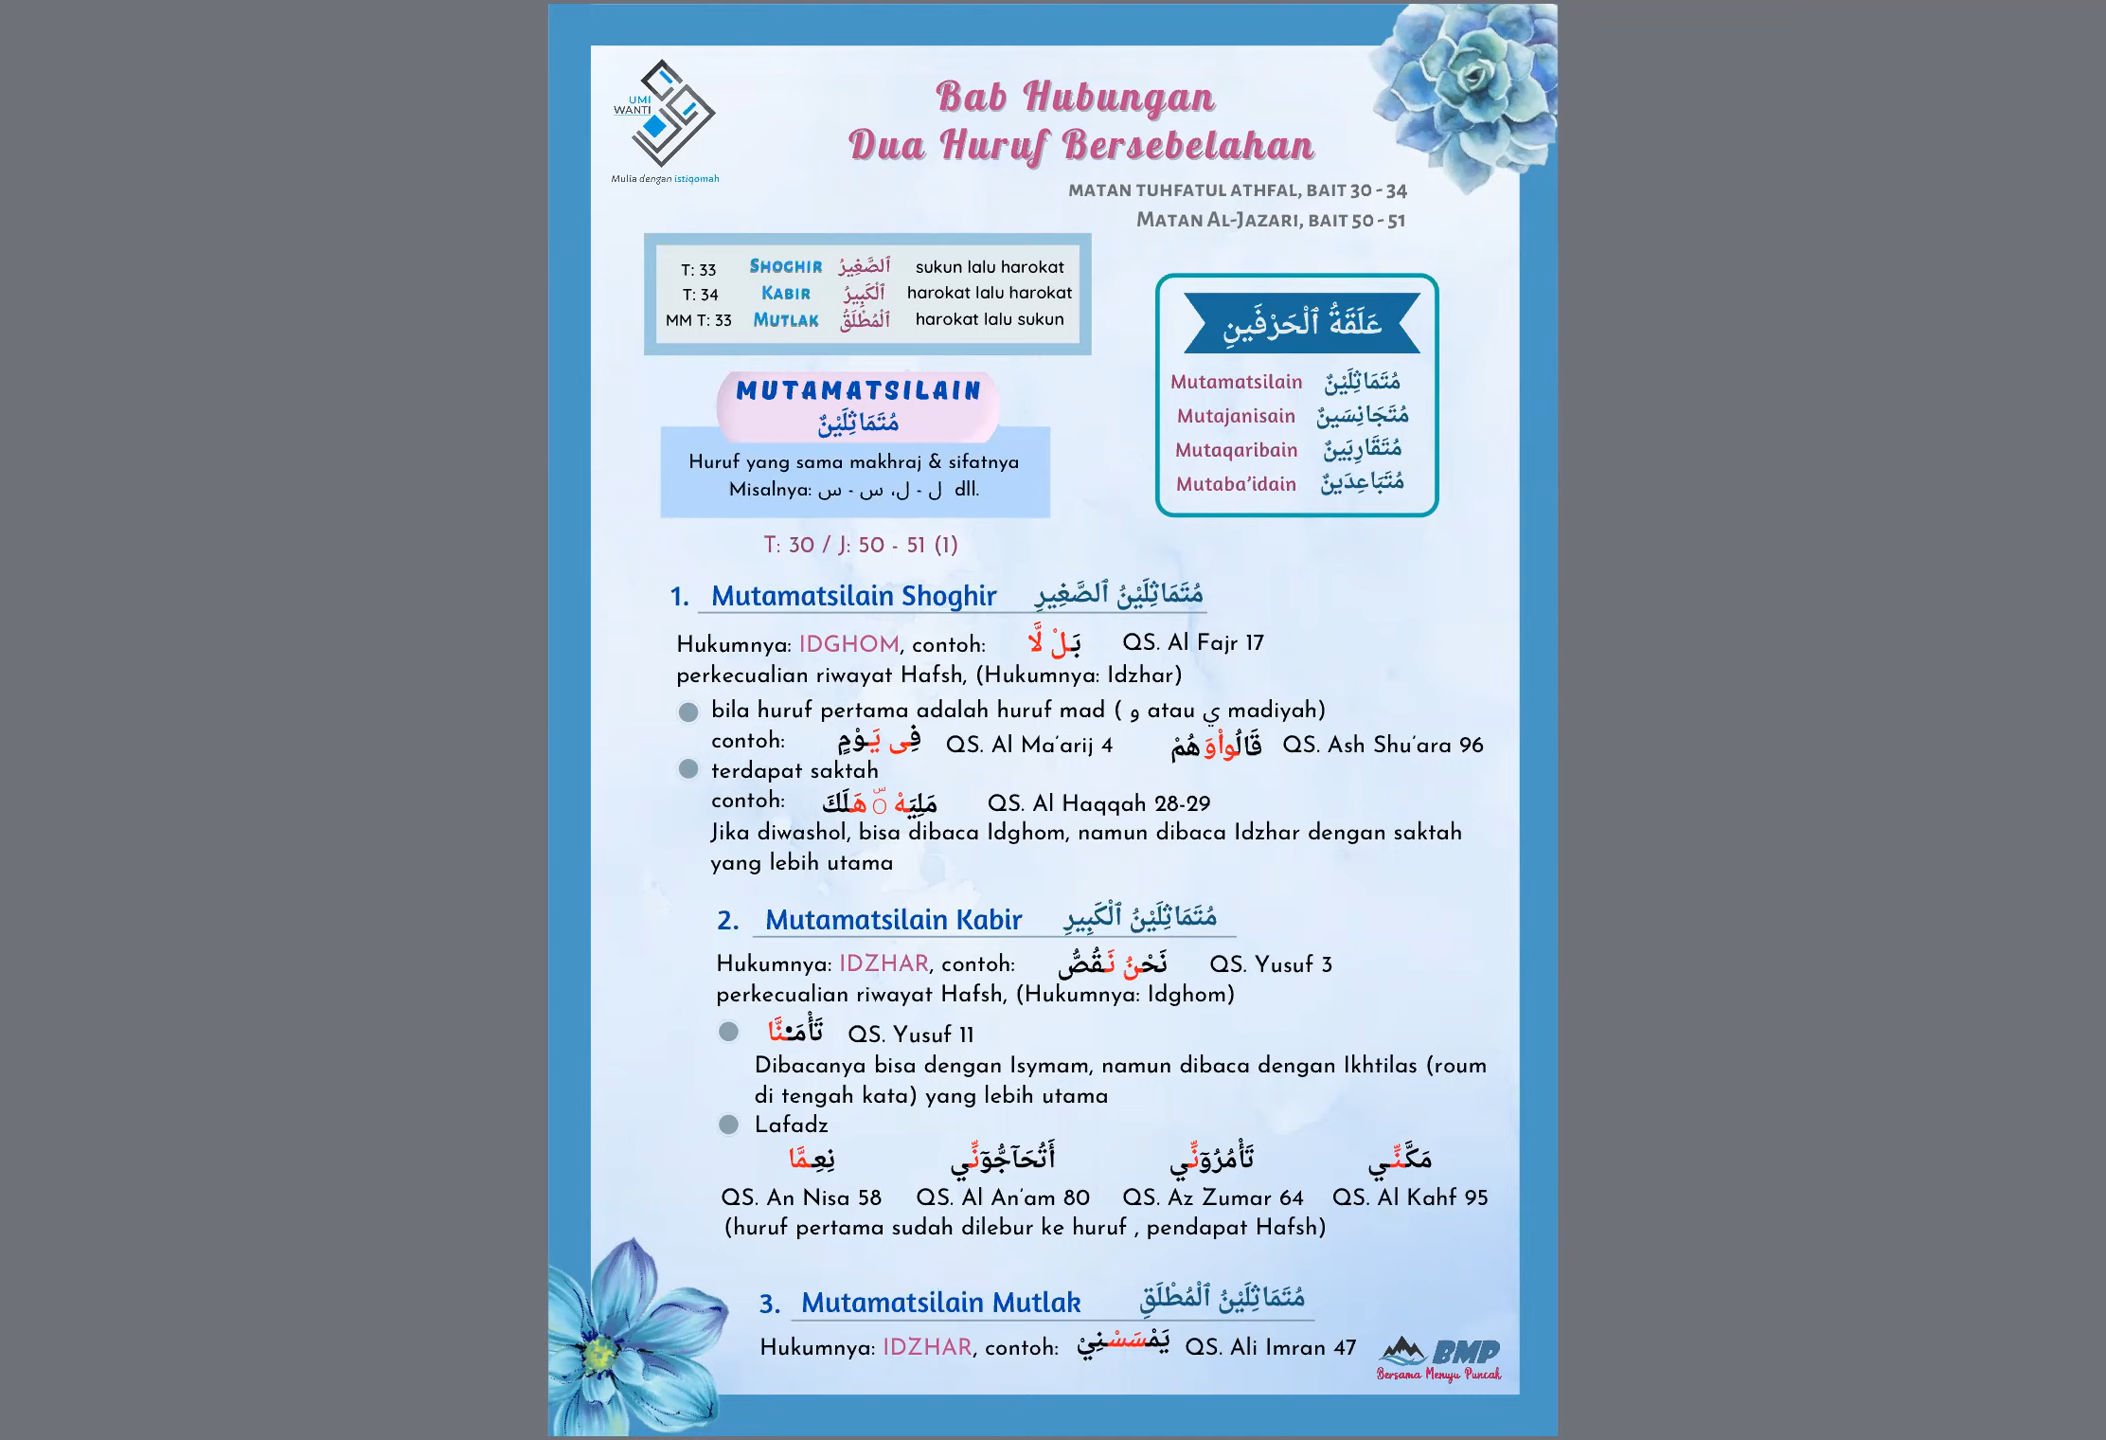 UMI
WANTI
Mulia dengan istiqomah
Bab Hubungan
Dua Huruf Bersebelahan
MATAN TUHFATUL ATHFAL, BAIT 30 - 34
MATAN AL-JAZARI, BAIT 50 - 51
T: 33 SHOGHIR ٱلصَّغِيرُ sukun lalu harokat
T: 34 KABIR ٱلْكَبِيرُ harokat lalu harokat
MM T: 33 MUTLAK ٱلْمُطْلَقُ harokat lalu sukun
عَلَقَةُ ٱلْحَرْفَينِ
Mutamatsilain مُتَمَاثِلَيْنٌ
Mutajanisain مُتَجَانِسَينٌ
Mutaqaribain مُتَقَارِبَينٌ
Mutaba'idain مُتَبَاعِدَينٌ
MUTAMATSILAIN
مُتَمَاثِلَيْنٌ
Huruf yang sama makhraj & sifatnya
Misalnya: ل - ل، س - س dll.
T: 30 / J: 50 - 51 (1)
1. Mutamatsilain Shoghir مُتَمَاثِلَيْنُ ٱلصَّغِيرِ
Hukumnya: IDGHOM, contoh: بَلْ لَّا QS. Al Fajr 17
perkecualian riwayat Hafsh, (Hukumnya: Idzhar)
bila huruf pertama adalah huruf mad ( و atau ي madiyah)
contoh: فِى يَوْمٍ QS. Al Ma'arij 4 قَالُواْ وَهُمْ QS. Ash Shu'ara 96
terdapat saktah
contoh: مَلِيَهْ ۜ هَلَكَ QS. Al Haqqah 28-29
Jika diwashol, bisa dibaca Idghom, namun dibaca Idzhar dengan saktah
yang lebih utama
2. Mutamatsilain Kabir مُتَمَاثِلَيْنُ ٱلْكَبِيرِ
Hukumnya: IDZHAR, contoh: نَحْنُ نَقُصُّ QS. Yusuf 3
perkecualian riwayat Hafsh, (Hukumnya: Idghom)
تَأْمَ۬نَّا QS. Yusuf 11
Dibacanya bisa dengan Isymam, namun dibaca dengan Ikhtilas (roum
di tengah kata) yang lebih utama
Lafadz
نِعِمَّا أَتُحَآجُّوٓنِّي تَأْمُرُوٓنِّي مَكَّنِّي
QS. An Nisa 58 QS. Al An'am 80 QS. Az Zumar 64 QS. Al Kahf 95
(huruf pertama sudah dilebur ke huruf , pendapat Hafsh)
3. Mutamatsilain Mutlak مُتَمَاثِلَيْنُ ٱلْمُطْلَقِ
Hukumnya: IDZHAR, contoh: يَمْسَسْنِيْ QS. Ali Imran 47
BMP
Bersama Menuju Puncak